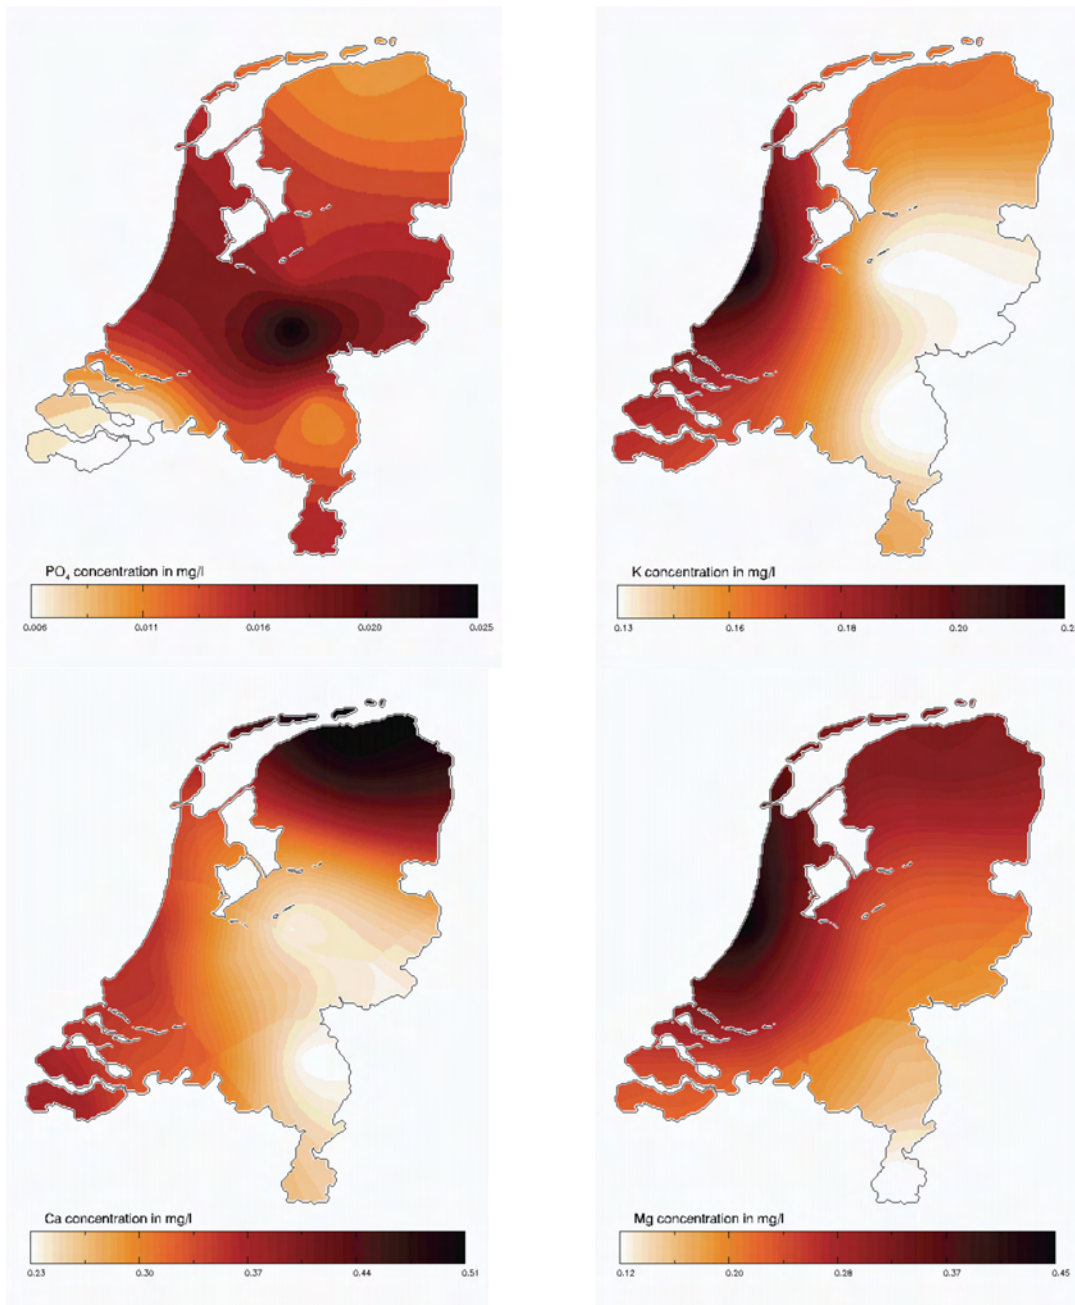 PO₄ concentration in mg/l
0.006 0.011 0.016 0.020 0.025
K concentration in mg/l
0.13 0.16 0.18 0.20 0.2
Ca concentration in mg/l
0.23 0.30 0.37 0.44 0.51
Mg concentration in mg/l
0.12 0.20 0.28 0.37 0.45